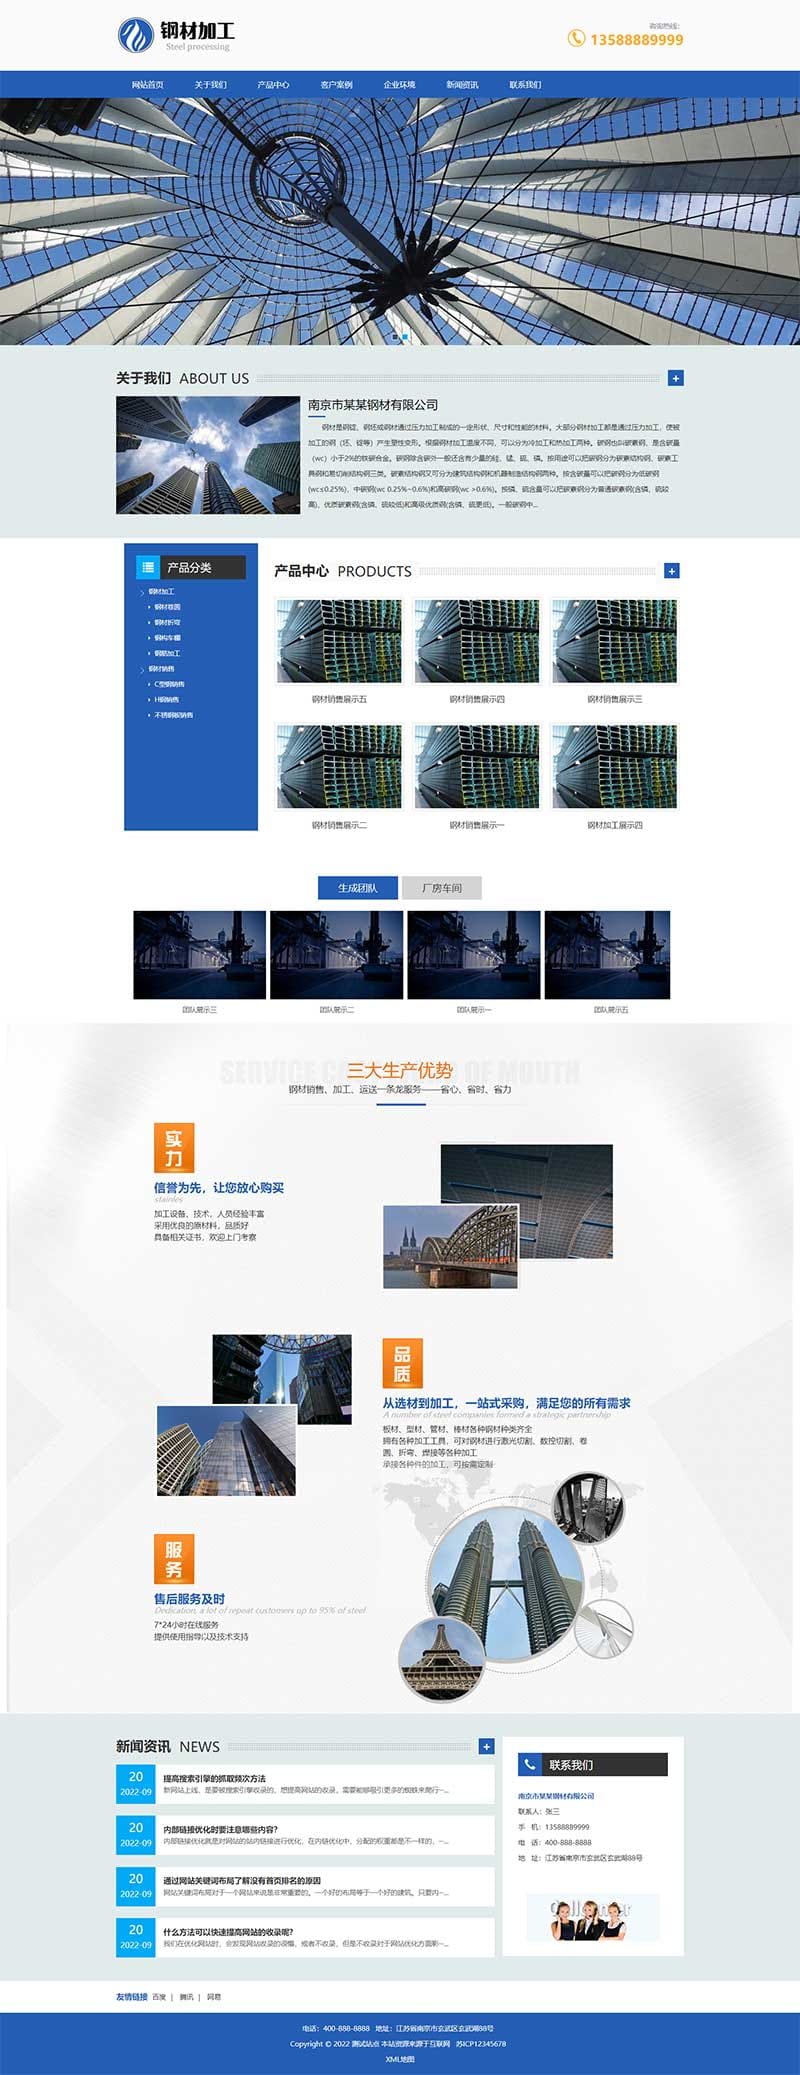 钢材加工
Steel processing
咨询热线:
13588889999
网站首页 关于我们 产品中心 客户案例 企业环境 新闻资讯 联系我们
关于我们 ABOUT US
+
南京市某某钢材有限公司
钢材是钢锭、钢坯或钢材通过压力加工制成的一定形状、尺寸和性能的材料。大部分钢材加工都是通过压力加工，使被
加工的钢（坯、锭等）产生塑性变形。根据钢材加工温度不同，可以分为冷加工和热加工两种。碳钢也叫碳素钢，是含碳量
（wc）小于2%的铁碳合金。碳钢除含碳外一般还含有少量的硅、锰、硫、磷。按用途可以把碳钢分为碳素结构钢、碳素工
具钢和易切削结构钢三类。碳素结构钢又可分为建筑结构钢和机器制造结构钢两种。按含碳量可以把碳钢分为低碳钢
(wc≤0.25%)，中碳钢(wc 0.25%~0.6%)和高碳钢(wc >0.6%)。按磷、硫含量可以把碳素钢分为普通碳素钢(含磷、硫较
高)、优质碳素钢(含磷、硫较低)和高级优质钢(含磷、硫更低)。一般碳钢中...
产品分类
钢材加工
钢材卷圆
钢材折弯
钢构车棚
钢筋加工
钢材销售
C型钢销售
H钢销售
不锈钢板销售
产品中心 PRODUCTS
+
钢材销售展示五 钢材销售展示四 钢材销售展示三
钢材销售展示二 钢材销售展示一 钢材加工展示四
生成团队 厂房车间
团队展示三 团队展示二 团队展示一 团队展示五
三大生产优势
钢材销售、加工、运送一条龙服务——省心、省时、省力
实力
信誉为先，让您放心购买
stainles
加工设备、技术，人员经验丰富
采用优良的原材料，品质好
具备相关证书，欢迎上门考察
品质
从选材到加工，一站式采购，满足您的所有需求
A number of steel companies formed a strategic partnership
板材、型材、管材、棒材各种钢材种类齐全
拥有各种加工工具，可对钢材进行激光切割、数控切割、卷
圆、折弯、焊接等各种加工
承接各种件的加工，可按需定制
服务
售后服务及时
Dedication, a lot of repeat customers up to 95% of steel
7*24小时在线服务
提供使用指导以及技术支持
新闻资讯 NEWS
+
20
2022-09
提高搜索引擎的抓取频次方法
新网站上线，是要被搜索引擎收录的，想提高网站的收录，需要能够吸引更多的蜘蛛来爬行~...
20
2022-09
内部链接优化时要注意哪些内容?
内部链接优化就是对网站的站内链接进行优化，在内链优化中，分配的权重都是不一样的，~...
20
2022-09
通过网站关键词布局了解没有首页排名的原因
网站关键词布局对于一个网站来说是非常重要的。一个好的布局等于一个好的建筑。只要内~...
20
2022-09
什么方法可以快速提高网站的收录呢?
我们在优化网站时，会发现网站收录的很慢，或者不收录，但是不收录对于网站优化方面影~...
联系我们
南京市某某钢材有限公司
联系人：张三
手 机：13588889999
电 话：400-888-8888
地 址：江苏省南京市玄武区玄武湖88号
友情链接 百度 | 腾讯 | 网易
电话：400-888-8888 地址：江苏省南京市玄武区玄武湖88号
Copyright © 2022 测试站点 本站资源来源于互联网 苏ICP12345678
XML地图